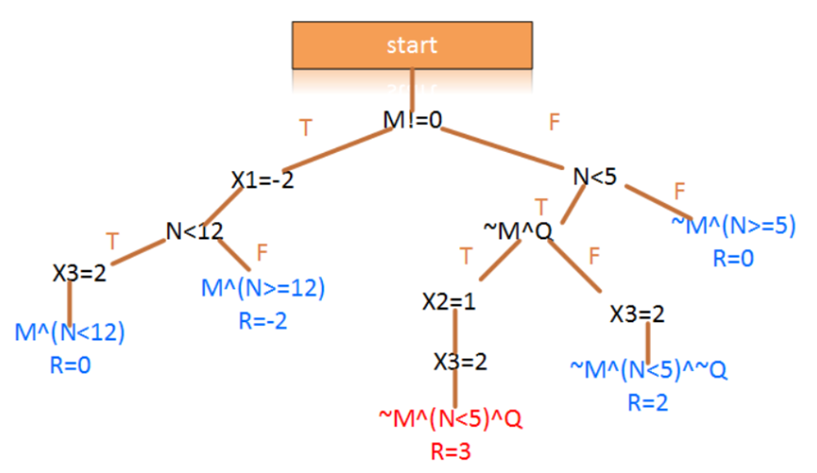 start
M!=0
T
F
X1=-2
N<5
T
F
N<12
~M^Q
~M^(N>=5)
R=0
T
F
T
F
X3=2
M^(N>=12)
R=-2
X2=1
X3=2
M^(N<12)
R=0
X3=2
~M^(N<5)^~Q
R=2
~M^(N<5)^Q
R=3